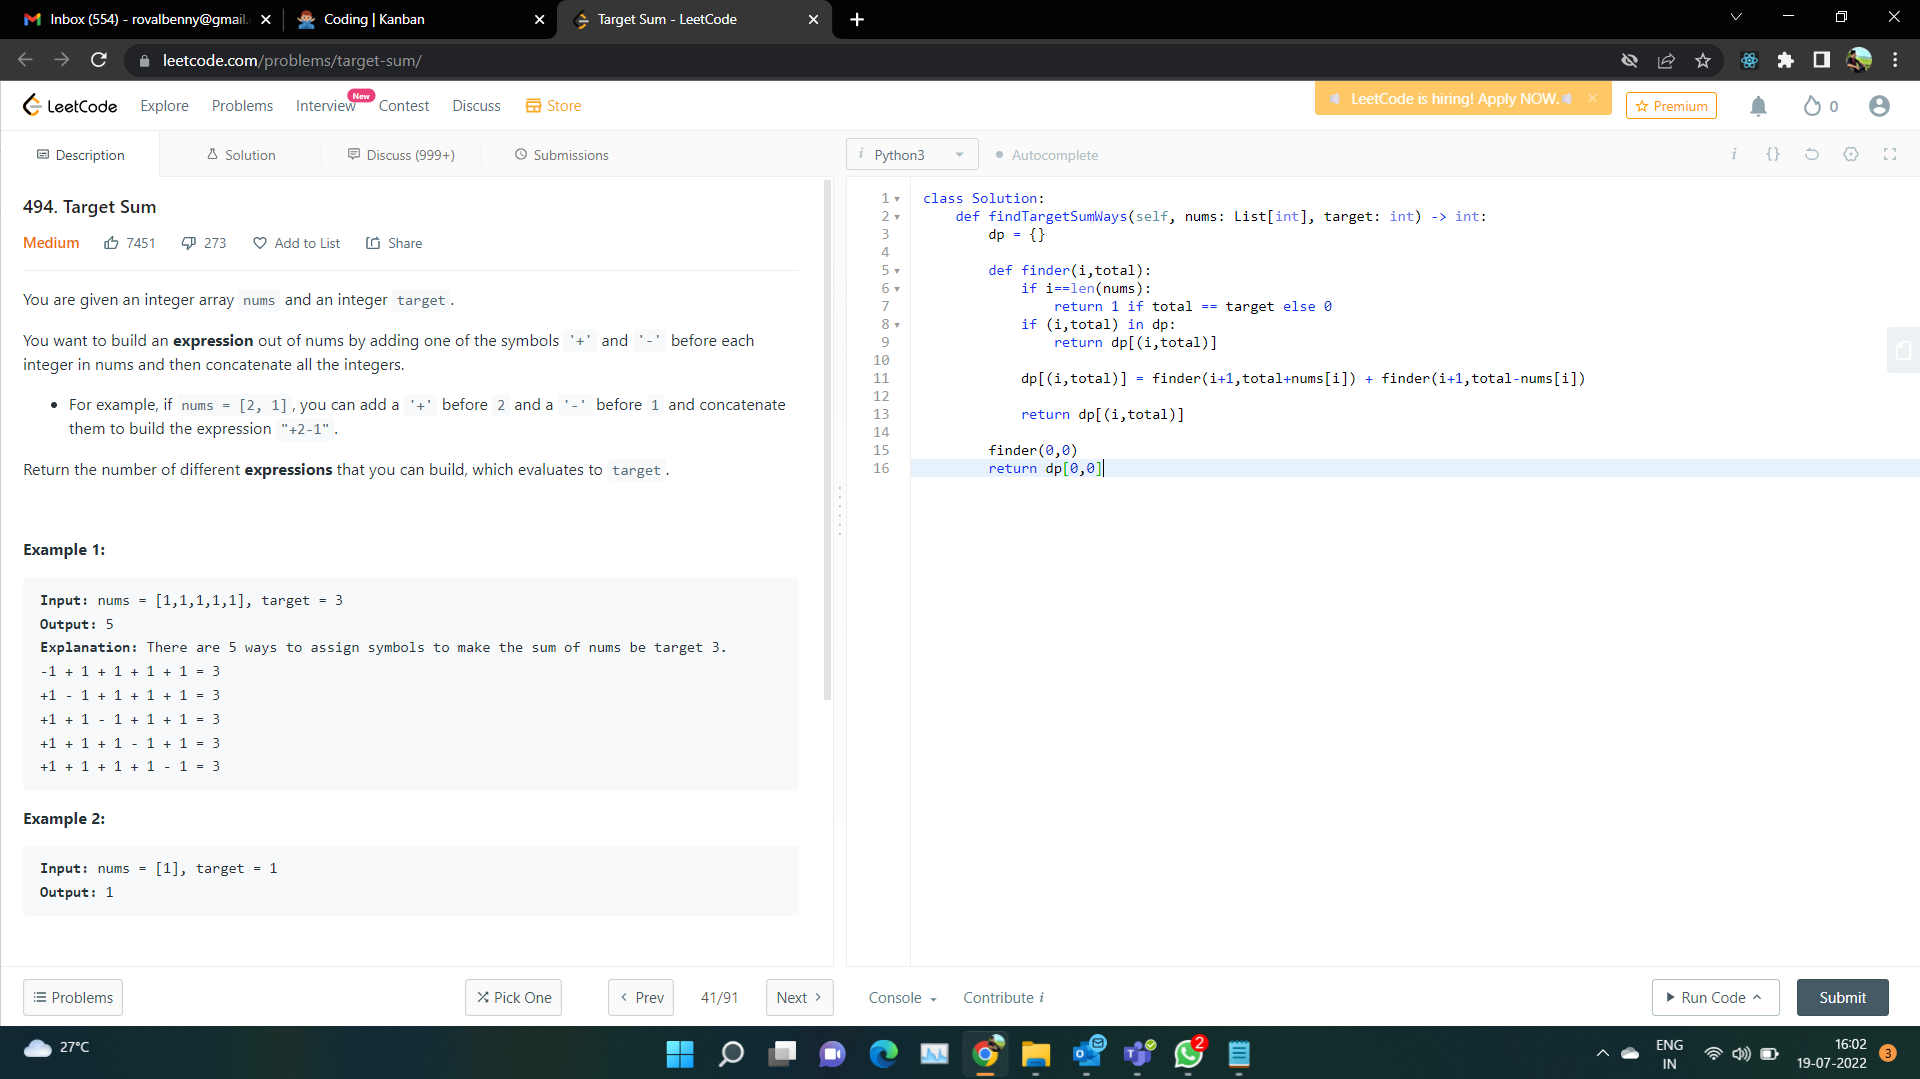 Inbox (554) - rovalbenny@gmail.
Coding | Kanban
Target Sum - LeetCode
leetcode.com/problems/target-sum/
LeetCode
Explore
Problems
Interview
New
Contest
Discuss
Store
LeetCode is hiring! Apply NOW.
Premium
0
Description
Solution
Discuss (999+)
Submissions
i Python3
Autocomplete
i {}
494. Target Sum
Medium
7451
273
Add to List
Share
You are given an integer array nums and an integer target.
You want to build an expression out of nums by adding one of the symbols '+' and '-' before each
integer in nums and then concatenate all the integers.
• For example, if nums = [2, 1], you can add a '+' before 2 and a '-' before 1 and concatenate
them to build the expression "+2-1".
Return the number of different expressions that you can build, which evaluates to target.
Example 1:
Input: nums = [1,1,1,1,1], target = 3
Output: 5
Explanation: There are 5 ways to assign symbols to make the sum of nums be target 3.
-1 + 1 + 1 + 1 + 1 = 3
+1 - 1 + 1 + 1 + 1 = 3
+1 + 1 - 1 + 1 + 1 = 3
+1 + 1 + 1 - 1 + 1 = 3
+1 + 1 + 1 + 1 - 1 = 3
Example 2:
Input: nums = [1], target = 1
Output: 1
1 class Solution:
2     def findTargetSumWays(self, nums: List[int], target: int) -> int:
3         dp = {}
4
5         def finder(i,total):
6             if i==len(nums):
7                 return 1 if total == target else 0
8             if (i,total) in dp:
9                 return dp[(i,total)]
10
11             dp[(i,total)] = finder(i+1,total+nums[i]) + finder(i+1,total-nums[i])
12
13             return dp[(i,total)]
14
15         finder(0,0)
16         return dp[0,0]
Problems
Pick One
Prev
41/91
Next
Console
Contribute i
Run Code
Submit
27°C
2
ENG
IN
16:02
19-07-2022
3